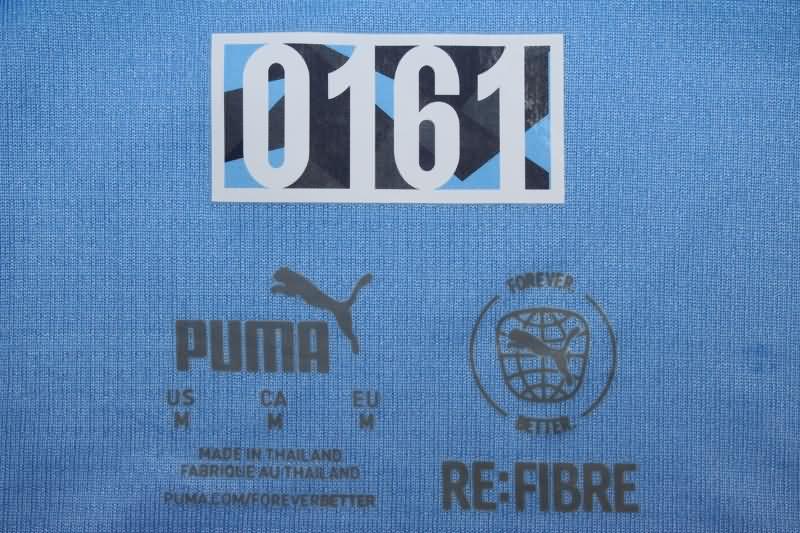 0161
PUMA
US CA EU
M M M
MADE IN THAILAND
FABRIQUE AU THAILAND
PUMA.COM/FOREVERBETTER
FOREVER.
BETTER.
RE:FIBRE